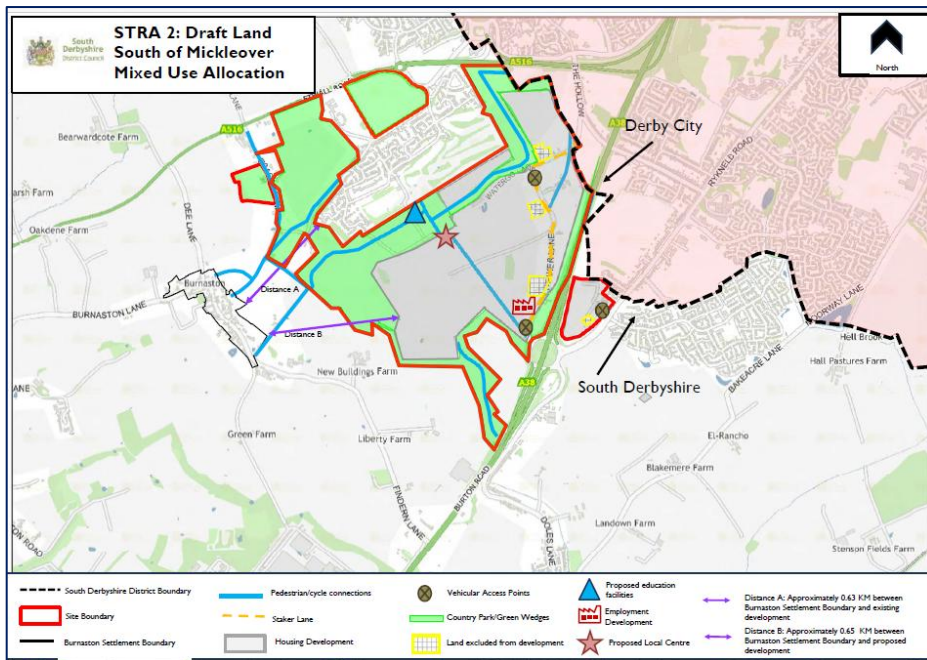 South
Derbyshire
District Council
STRA 2: Draft Land
South of Mickleover
Mixed Use Allocation
North
A516
A516
THE HOLLOW
Derby City
Bearwardcote Farm
RYKNELD ROAD
Oakdene Farm
DEE LANE
Burnaston
BURNASTON LANE
Distance A
Distance B
New Buildings Farm
A38
South Derbyshire
Hell Brook
Hall Pastures Farm
BAKEACRE LANE
Green Farm
Liberty Farm
El-Rancho
Blakemere Farm
BURTON ROAD
FINDERN LANE
DOLES LANE
Landown Farm
Stenson Fields Farm
South Derbyshire District Boundary
Pedestrian/cycle connections
Vehicular Access Points
Proposed education
facilities
Distance A: Approximately 0.63 KM between
Burnaston Settlement Boundary and existing
development
Site Boundary
Staker Lane
Country Park/Green Wedges
Employment
Development
Burnaston Settlement Boundary
Housing Development
Land excluded from development
Proposed Local Centre
Distance B: Approximately 0.65 KM between
Burnaston Settlement Boundary and proposed
development